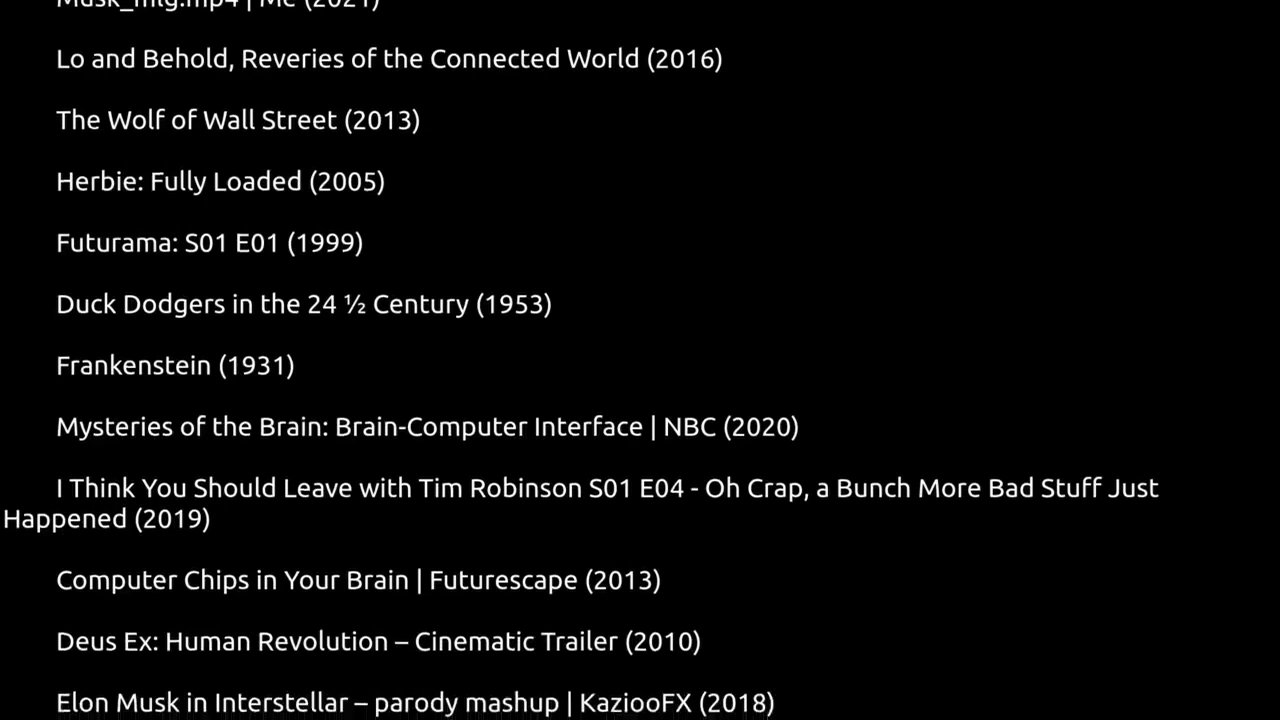 Musk_mlg.mp4 | Me (2021)
Lo and Behold, Reveries of the Connected World (2016)
The Wolf of Wall Street (2013)
Herbie: Fully Loaded (2005)
Futurama: S01 E01 (1999)
Duck Dodgers in the 24 ½ Century (1953)
Frankenstein (1931)
Mysteries of the Brain: Brain-Computer Interface | NBC (2020)
I Think You Should Leave with Tim Robinson S01 E04 - Oh Crap, a Bunch More Bad Stuff Just
Happened (2019)
Computer Chips in Your Brain | Futurescape (2013)
Deus Ex: Human Revolution – Cinematic Trailer (2010)
Elon Musk in Interstellar – parody mashup | KaziooFX (2018)